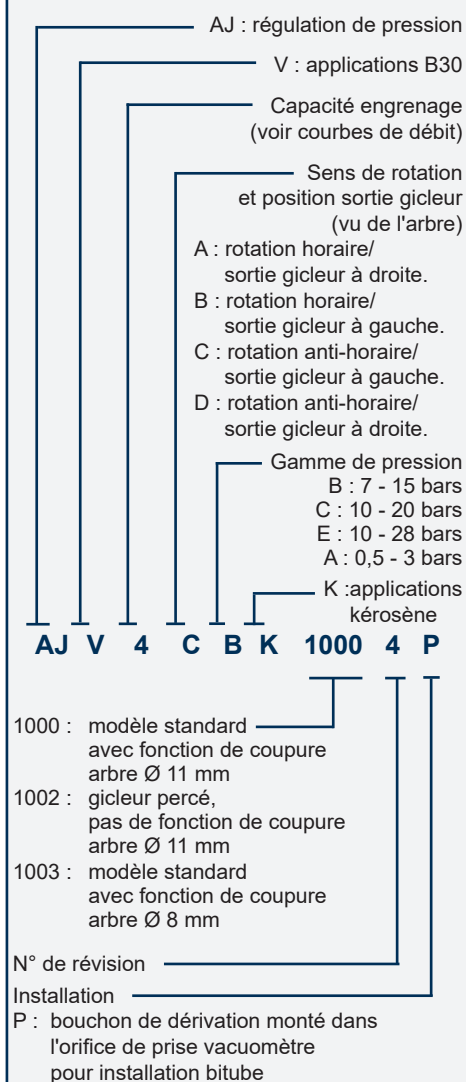 AJ : régulation de pression
V : applications B30
Capacité engrenage
(voir courbes de débit)
Sens de rotation
et position sortie gicleur
(vu de l'arbre)
A : rotation horaire/
sortie gicleur à droite.
B : rotation horaire/
sortie gicleur à gauche.
C : rotation anti-horaire/
sortie gicleur à gauche.
D : rotation anti-horaire/
sortie gicleur à droite.
Gamme de pression
B : 7 - 15 bars
C : 10 - 20 bars
E : 10 - 28 bars
A : 0,5 - 3 bars
K :applications
kérosène
AJ V 4 C B K 1000 4 P
1000 : modèle standard
avec fonction de coupure
arbre Ø 11 mm
1002 : gicleur percé,
pas de fonction de coupure
arbre Ø 11 mm
1003 : modèle standard
avec fonction de coupure
arbre Ø 8 mm
N° de révision
Installation
P : bouchon de dérivation monté dans
l'orifice de prise vacuomètre
pour installation bitube